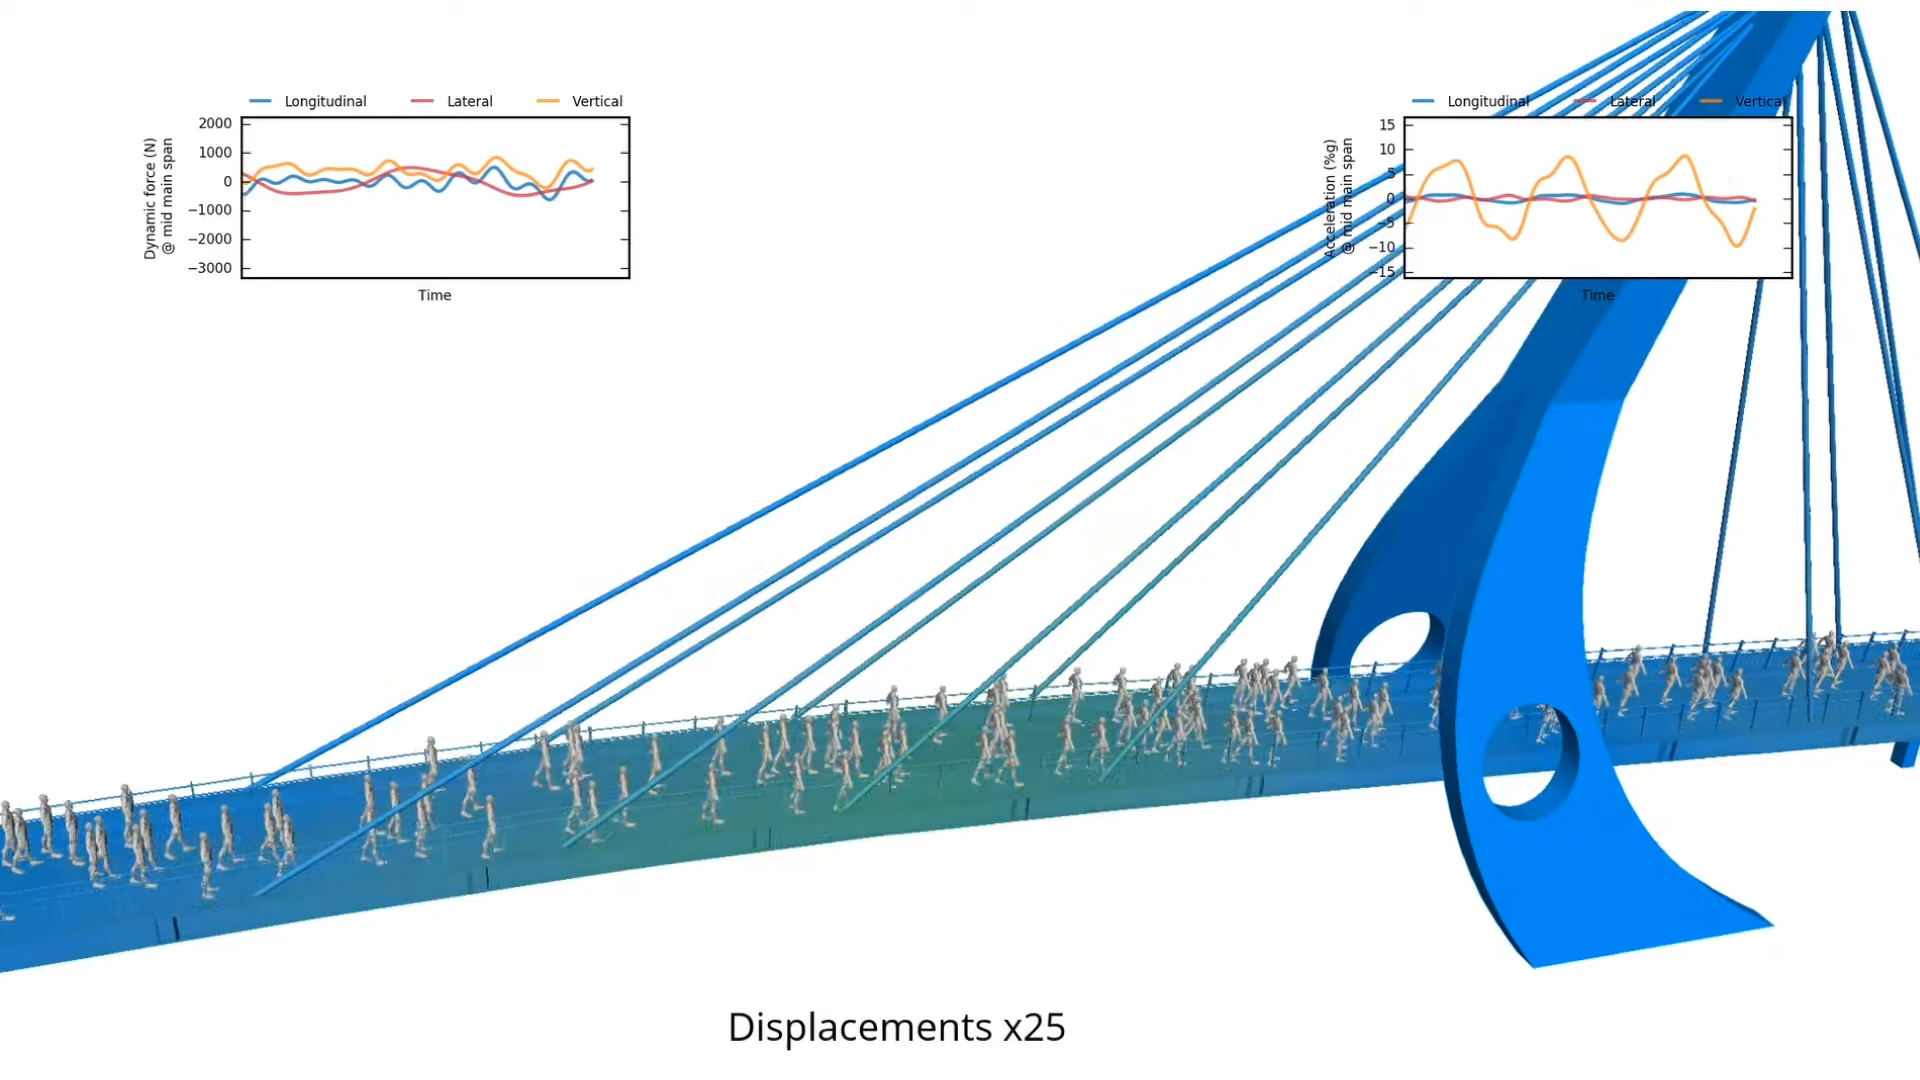 Longitudinal Lateral Vertical
2000
1000
0
−1000
−2000
−3000
Dynamic force (N)
@ mid main span
Time
Longitudinal Lateral Vertical
15
10
5
0
−5
−10
−15
Acceleration (%g)
@ mid main span
Time
Displacements x25